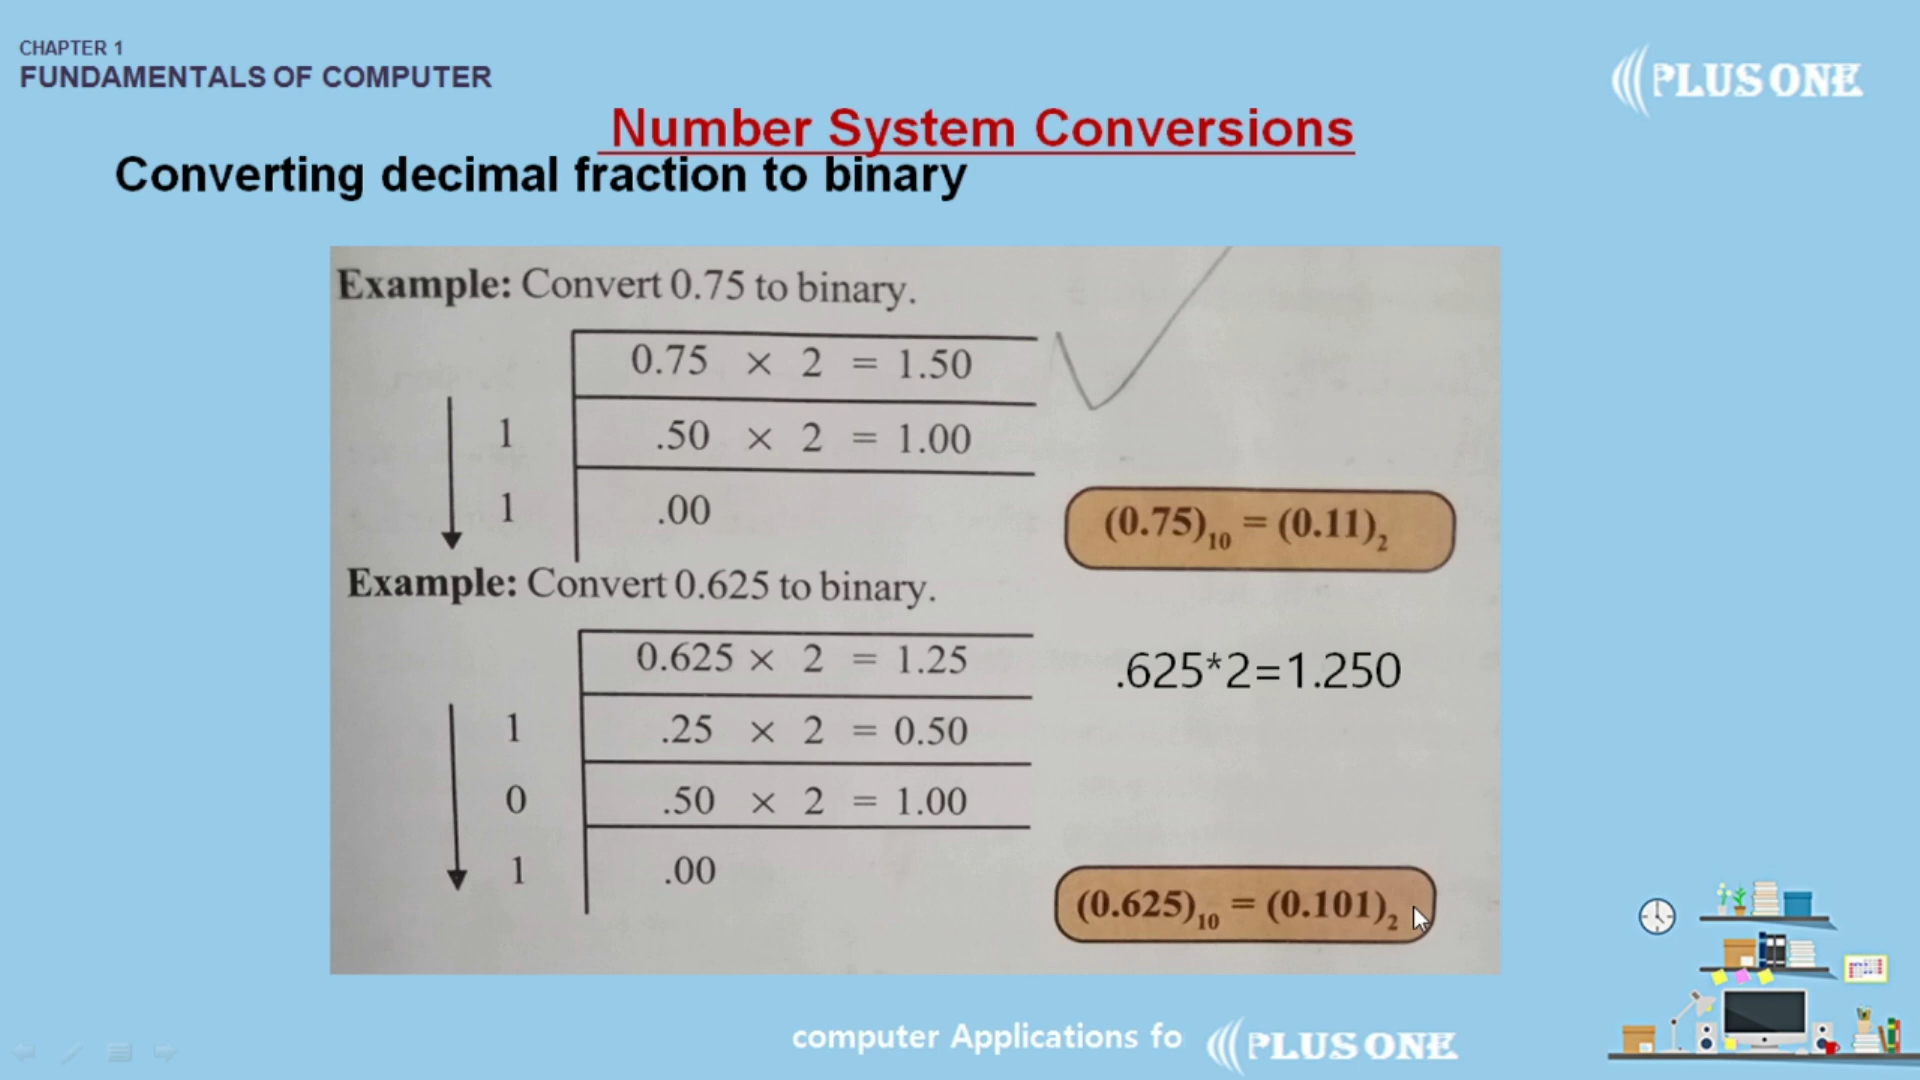 CHAPTER 1
FUNDAMENTALS OF COMPUTER
PLUS ONE
Number System Conversions
Converting decimal fraction to binary
Example: Convert 0.75 to binary.
0.75 × 2 = 1.50
1 .50 × 2 = 1.00
1 .00
(0.75)₁₀ = (0.11)₂
Example: Convert 0.625 to binary.
0.625 × 2 = 1.25
.625*2=1.250
1 .25 × 2 = 0.50
0 .50 × 2 = 1.00
1 .00
(0.625)₁₀ = (0.101)₂
computer Applications fo
PLUS ONE